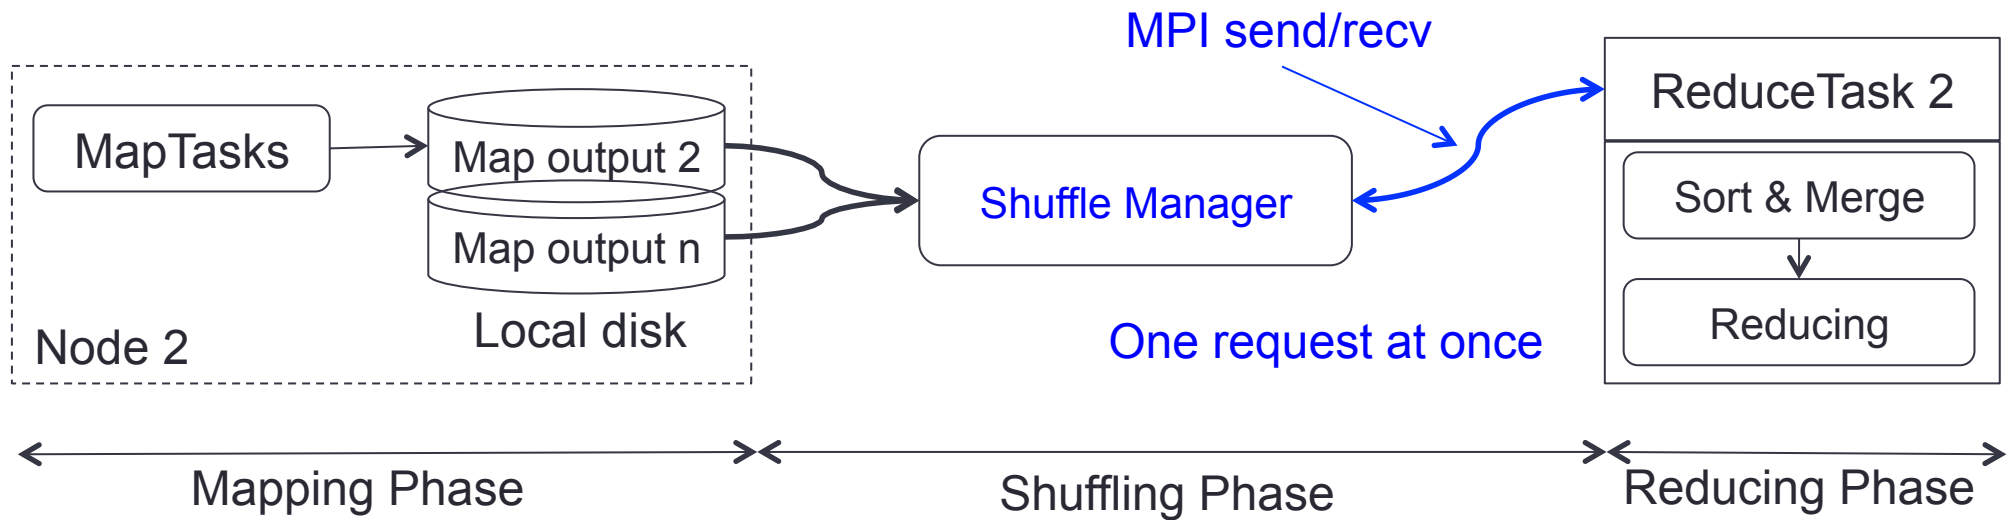 MPI send/recv
MapTasks
Map output 2
Map output n
Local disk
Node 2
Shuffle Manager
One request at once
ReduceTask 2
Sort & Merge
Reducing
Mapping Phase
Shuffling Phase
Reducing Phase